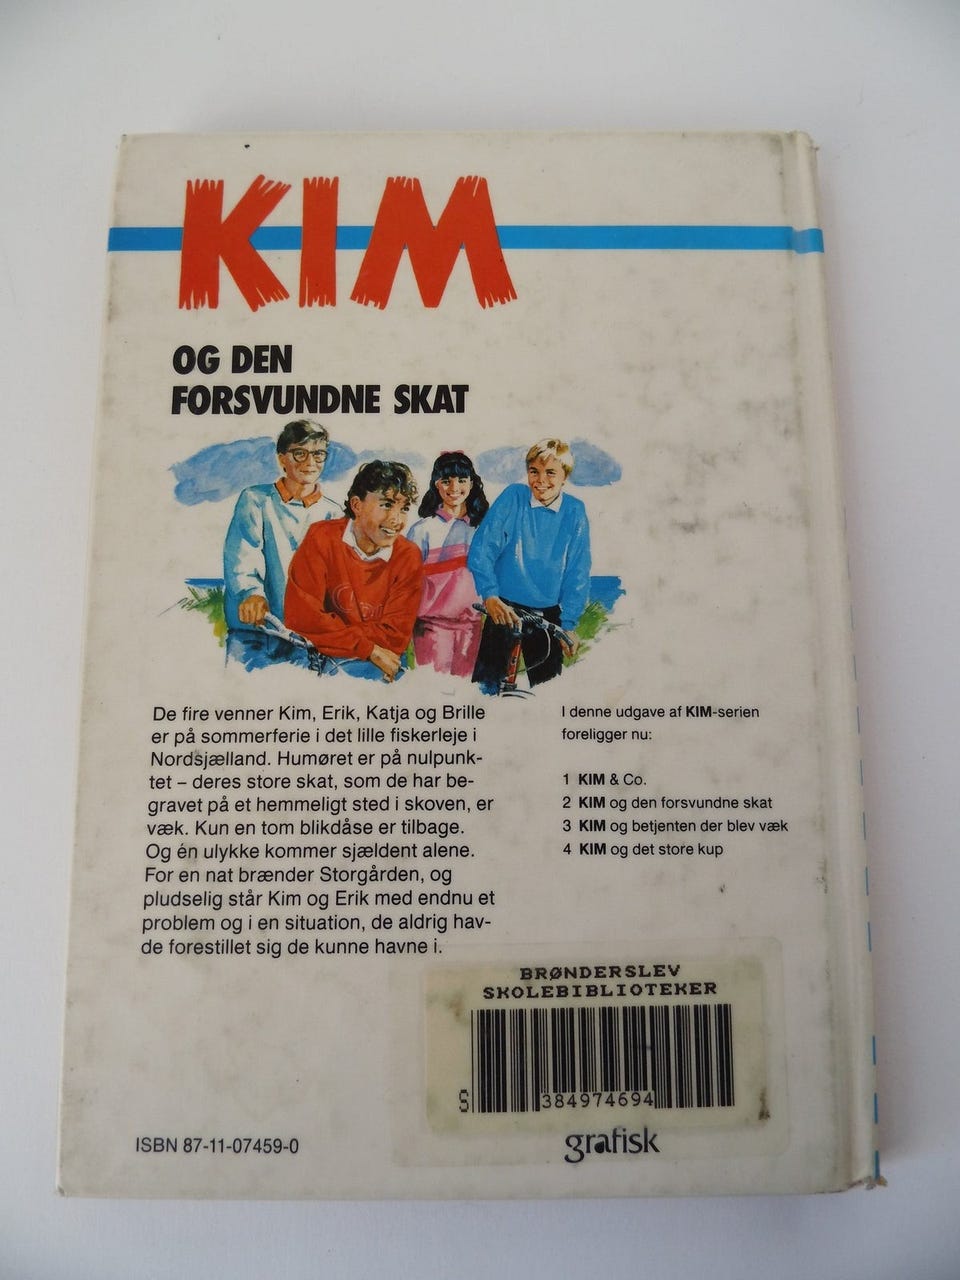 KIM
OG DEN
FORSVUNDNE SKAT
De fire venner Kim, Erik, Katja og Brille
er på sommerferie i det lille fiskerleje i
Nordsjælland. Humøret er på nulpunk-
tet – deres store skat, som de har be-
gravet på et hemmeligt sted i skoven, er
væk. Kun en tom blikdåse er tilbage.
Og én ulykke kommer sjældent alene.
For en nat brænder Storgården, og
pludselig står Kim og Erik med endnu et
problem og i en situation, de aldrig hav-
de forestillet sig de kunne havne i.
I denne udgave af KIM-serien
foreligger nu:
1 KIM & Co.
2 KIM og den forsvundne skat
3 KIM og betjenten der blev væk
4 KIM og det store kup
BRØNDERSLEV
SKOLEBIBLIOTEKER
S 384974694
ISBN 87-11-07459-0
grafisk